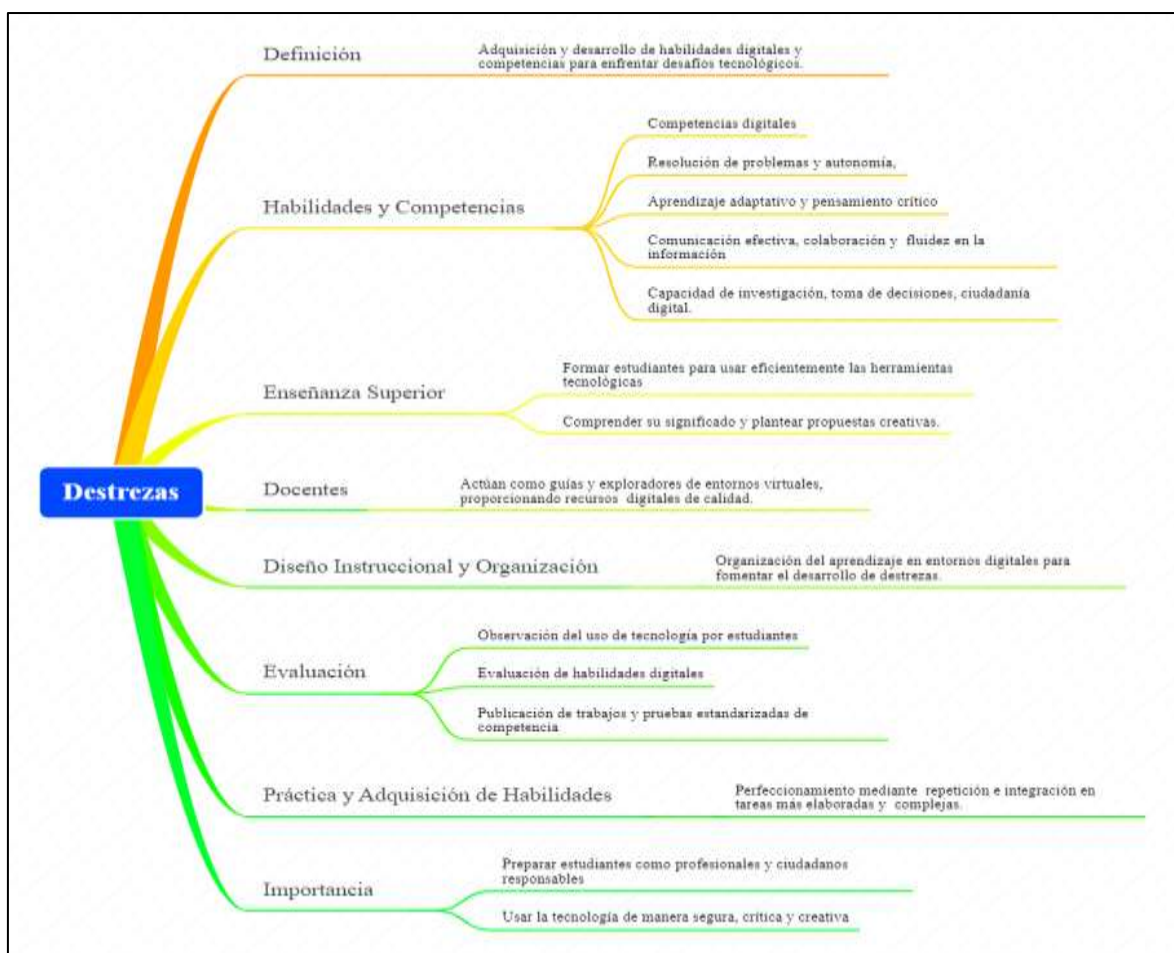 Destrezas
Definición
Adquisición y desarrollo de habilidades digitales y
competencias para enfrentar desafíos tecnológicos.
Habilidades y Competencias
Competencias digitales
Resolución de problemas y autonomía,
Aprendizaje adaptativo y pensamiento crítico
Comunicación efectiva, colaboración y fluidez en la
información
Capacidad de investigación, toma de decisiones, ciudadanía
digital.
Enseñanza Superior
Formar estudiantes para usar eficientemente las herramientas
tecnológicas
Comprender su significado y plantear propuestas creativas.
Docentes
Actúan como guías y exploradores de entornos virtuales,
proporcionando recursos digitales de calidad.
Diseño Instruccional y Organización
Organización del aprendizaje en entornos digitales para
fomentar el desarrollo de destrezas.
Evaluación
Observación del uso de tecnología por estudiantes
Evaluación de habilidades digitales
Publicación de trabajos y pruebas estandarizadas de
competencia
Práctica y Adquisición de Habilidades
Perfeccionamiento mediante repetición e integración en
tareas más elaboradas y complejas.
Importancia
Preparar estudiantes como profesionales y ciudadanos
responsables
Usar la tecnología de manera segura, crítica y creativa